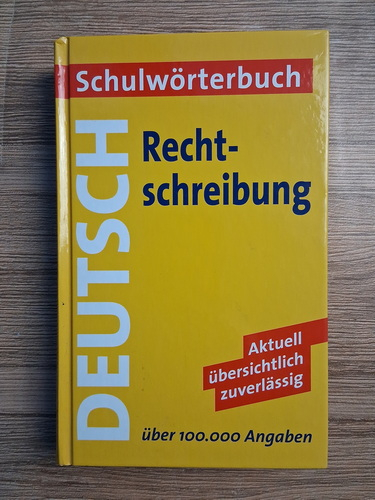 Schulwörterbuch
DEUTSCH
Recht-
schreibung
Aktuell
übersichtlich
zuverlässig
über 100.000 Angaben